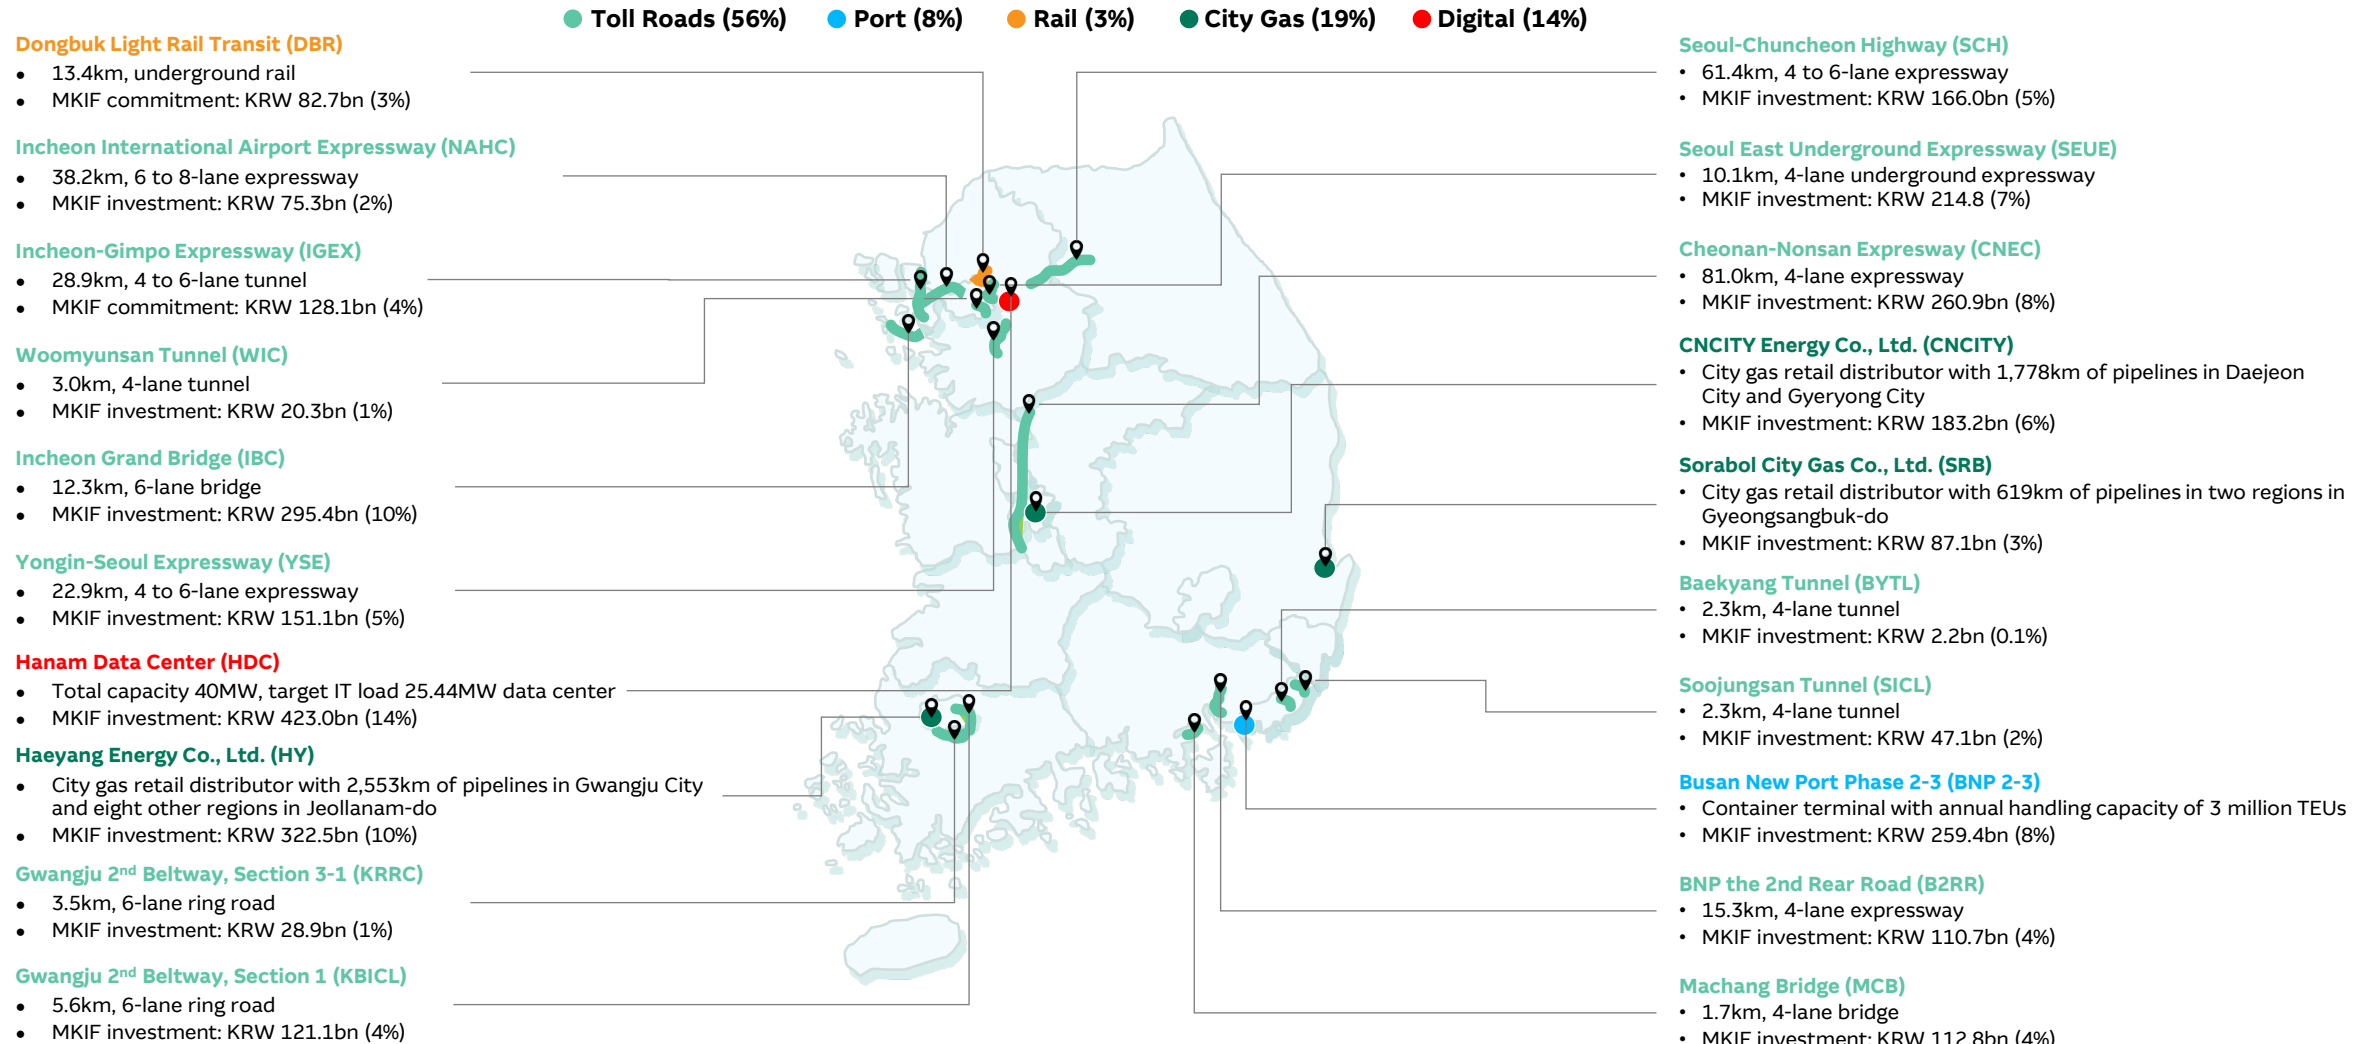 Toll Roads (56%) Port (8%) Rail (3%) City Gas (19%) Digital (14%)
Dongbuk Light Rail Transit (DBR)
• 13.4km, underground rail
• MKIF commitment: KRW 82.7bn (3%)
Incheon International Airport Expressway (NAHC)
• 38.2km, 6 to 8-lane expressway
• MKIF investment: KRW 75.3bn (2%)
Incheon-Gimpo Expressway (IGEX)
• 28.9km, 4 to 6-lane tunnel
• MKIF commitment: KRW 128.1bn (4%)
Woomyunsan Tunnel (WIC)
• 3.0km, 4-lane tunnel
• MKIF investment: KRW 20.3bn (1%)
Incheon Grand Bridge (IBC)
• 12.3km, 6-lane bridge
• MKIF investment: KRW 295.4bn (10%)
Yongin-Seoul Expressway (YSE)
• 22.9km, 4 to 6-lane expressway
• MKIF investment: KRW 151.1bn (5%)
Hanam Data Center (HDC)
• Total capacity 40MW, target IT load 25.44MW data center
• MKIF investment: KRW 423.0bn (14%)
Haeyang Energy Co., Ltd. (HY)
• City gas retail distributor with 2,553km of pipelines in Gwangju City
and eight other regions in Jeollanam-do
• MKIF investment: KRW 322.5bn (10%)
Gwangju 2nd Beltway, Section 3-1 (KRRC)
• 3.5km, 6-lane ring road
• MKIF investment: KRW 28.9bn (1%)
Gwangju 2nd Beltway, Section 1 (KBICL)
• 5.6km, 6-lane ring road
• MKIF investment: KRW 121.1bn (4%)
Seoul-Chuncheon Highway (SCH)
• 61.4km, 4 to 6-lane expressway
• MKIF investment: KRW 166.0bn (5%)
Seoul East Underground Expressway (SEUE)
• 10.1km, 4-lane underground expressway
• MKIF investment: KRW 214.8 (7%)
Cheonan-Nonsan Expresway (CNEC)
• 81.0km, 4-lane expressway
• MKIF investment: KRW 260.9bn (8%)
CNCITY Energy Co., Ltd. (CNCITY)
• City gas retail distributor with 1,778km of pipelines in Daejeon
City and Gyeryong City
• MKIF investment: KRW 183.2bn (6%)
Sorabol City Gas Co., Ltd. (SRB)
• City gas retail distributor with 619km of pipelines in two regions in
Gyeongsangbuk-do
• MKIF investment: KRW 87.1bn (3%)
Baekyang Tunnel (BYTL)
• 2.3km, 4-lane tunnel
• MKIF investment: KRW 2.2bn (0.1%)
Soojungsan Tunnel (SICL)
• 2.3km, 4-lane tunnel
• MKIF investment: KRW 47.1bn (2%)
Busan New Port Phase 2-3 (BNP 2-3)
• Container terminal with annual handling capacity of 3 million TEUs
• MKIF investment: KRW 259.4bn (8%)
BNP the 2nd Rear Road (B2RR)
• 15.3km, 4-lane expressway
• MKIF investment: KRW 110.7bn (4%)
Machang Bridge (MCB)
• 1.7km, 4-lane bridge
• MKIF investment: KRW 112.8bn (4%)